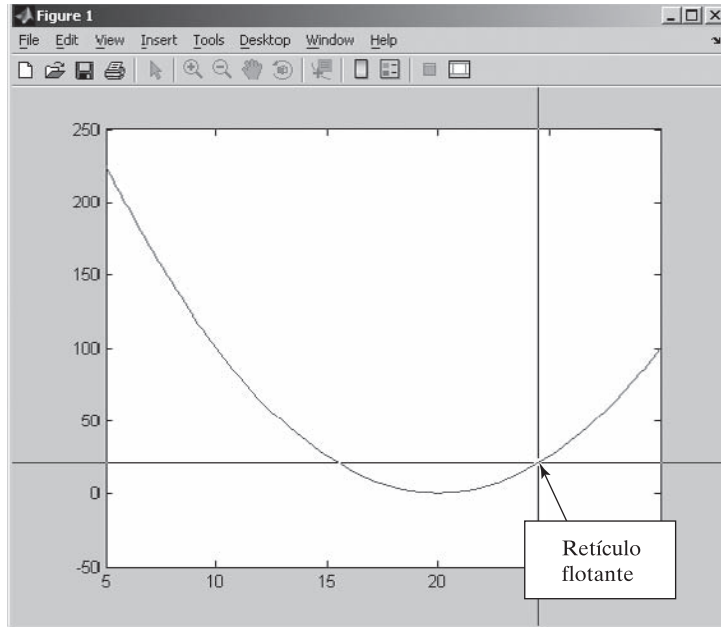 Figure 1
File Edit View Insert Tools Desktop Window Help
250
200
150
100
50
0
-50
5 10 15 20
Retículo
flotante